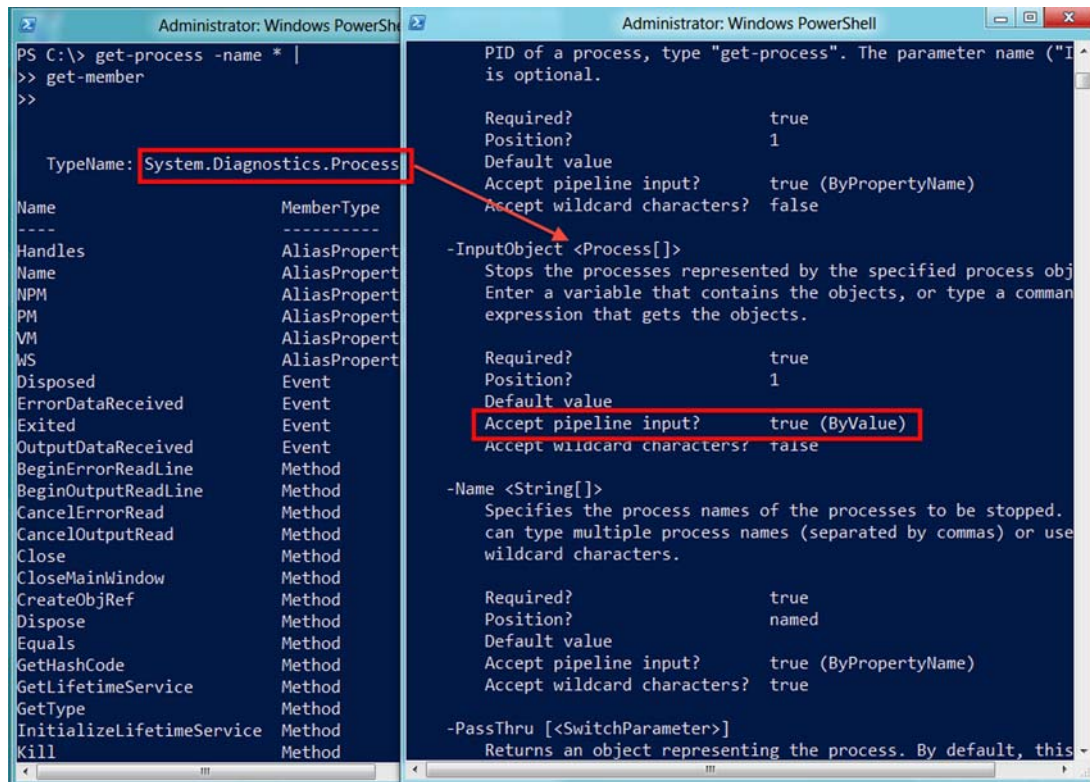 Administrator: Windows PowerShe
PS C:\> get-process -name * |
>> get-member
>>
TypeName: System.Diagnostics.Process
Name MemberType
---- ----------
Handles AliasPropert
Name AliasPropert
NPM AliasPropert
PM AliasPropert
VM AliasPropert
WS AliasPropert
Disposed Event
ErrorDataReceived Event
Exited Event
OutputDataReceived Event
BeginErrorReadLine Method
BeginOutputReadLine Method
CancelErrorRead Method
CancelOutputRead Method
Close Method
CloseMainWindow Method
CreateObjRef Method
Dispose Method
Equals Method
GetHashCode Method
GetLifetimeService Method
GetType Method
InitializeLifetimeService Method
Kill Method
Administrator: Windows PowerShell
PID of a process, type "get-process". The parameter name ("I
is optional.
Required? true
Position? 1
Default value
Accept pipeline input? true (ByPropertyName)
Accept wildcard characters? false
-InputObject <Process[]>
Stops the processes represented by the specified process obj
Enter a variable that contains the objects, or type a comman
expression that gets the objects.
Required? true
Position? 1
Default value
Accept pipeline input? true (ByValue)
Accept wildcard characters? false
-Name <String[]>
Specifies the process names of the processes to be stopped.
can type multiple process names (separated by commas) or use
wildcard characters.
Required? true
Position? named
Default value
Accept pipeline input? true (ByPropertyName)
Accept wildcard characters? true
-PassThru [<SwitchParameter>]
Returns an object representing the process. By default, this